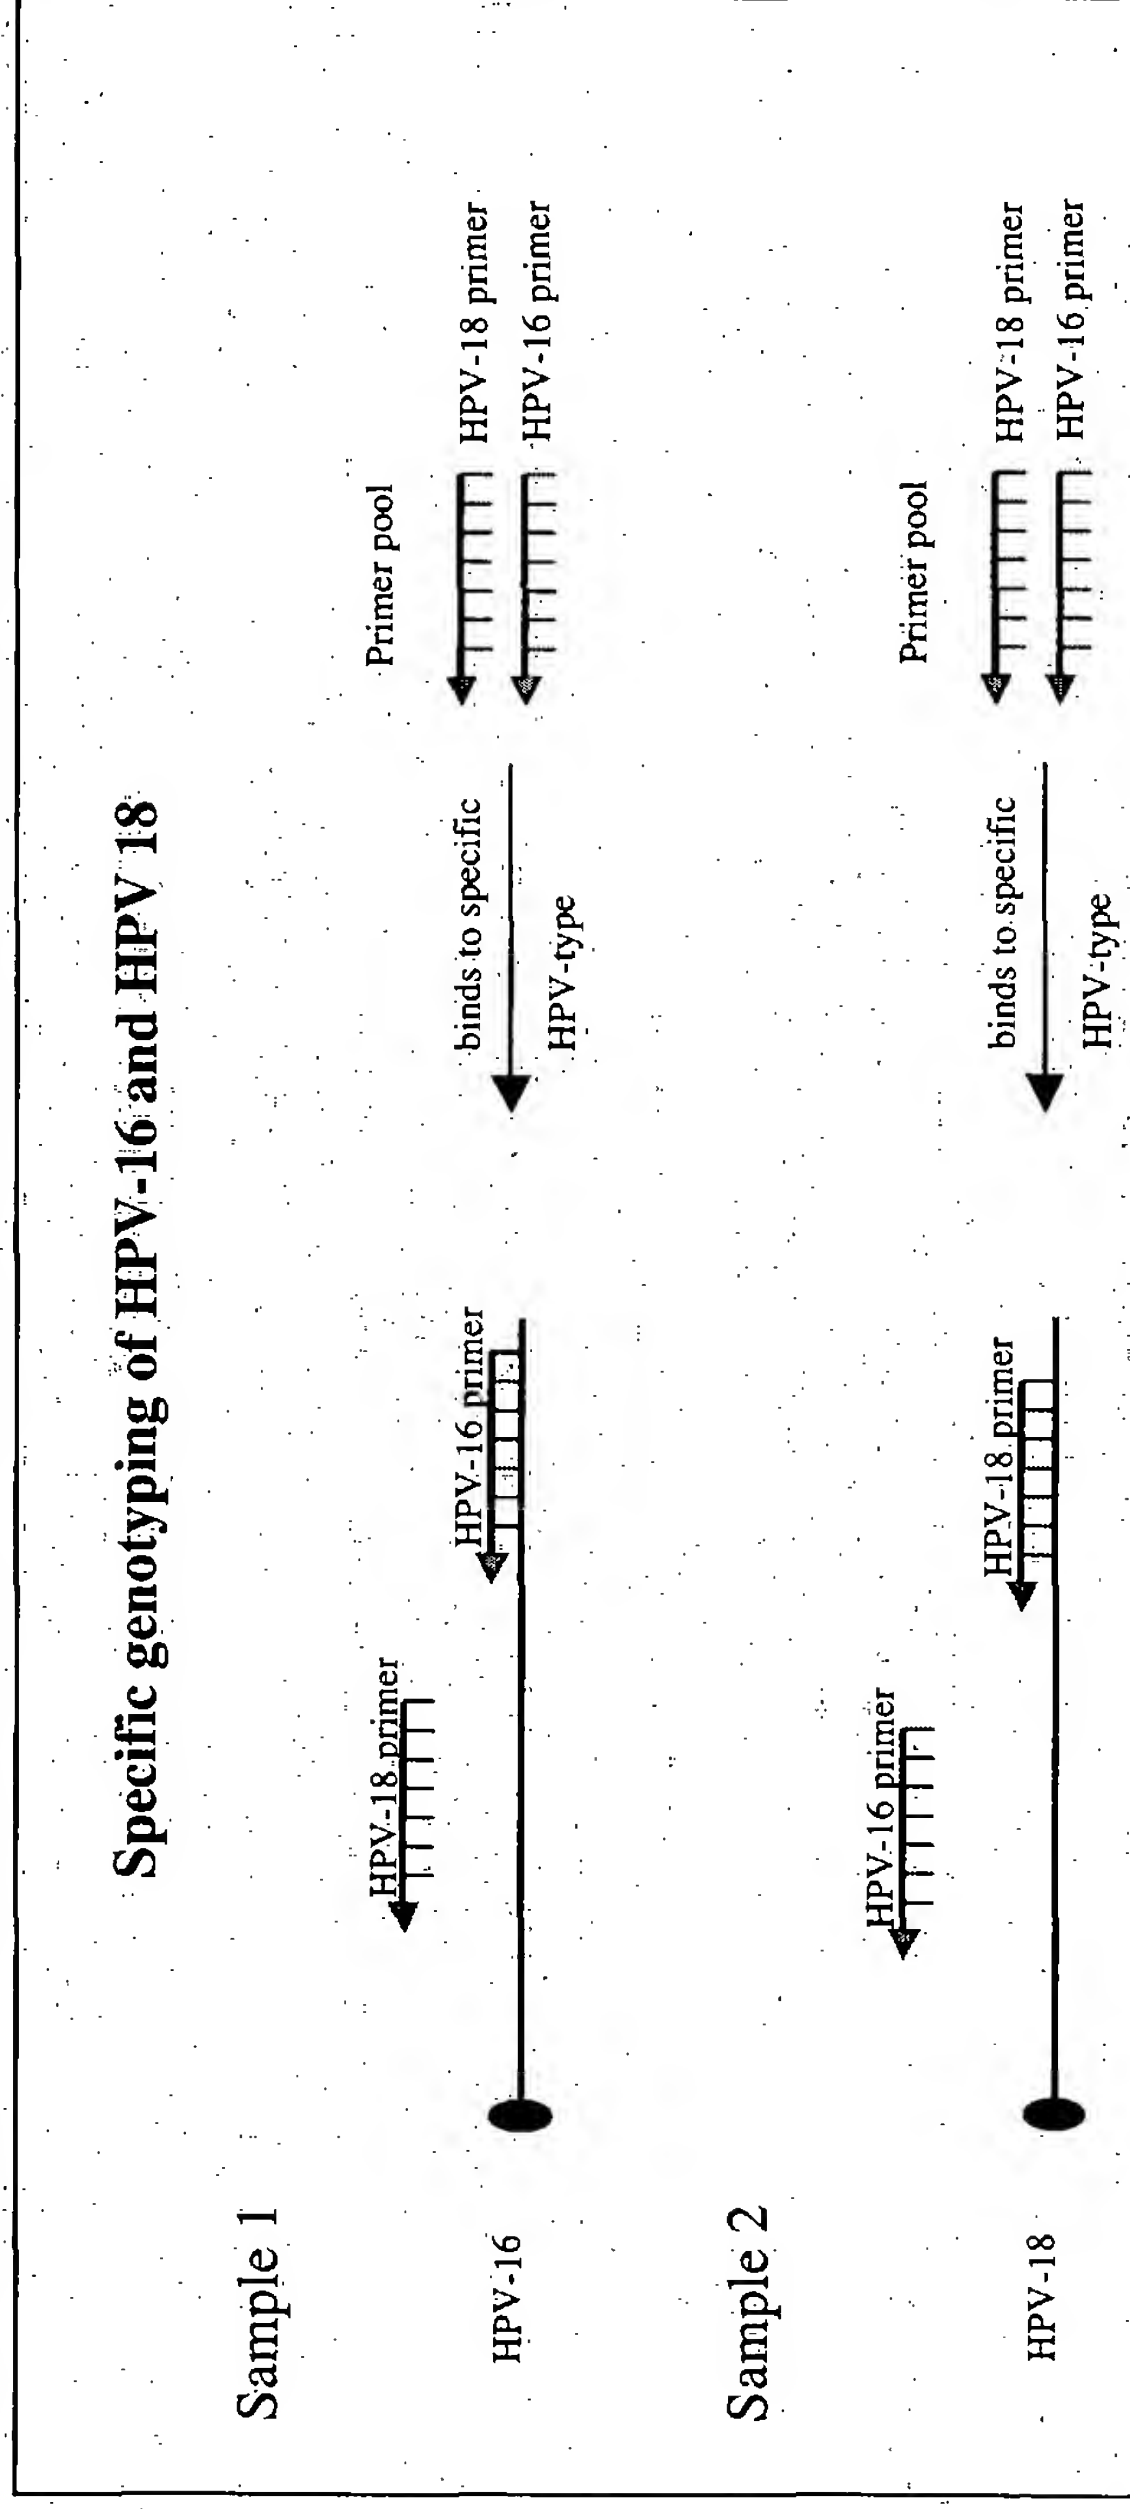 Specific genotyping of HPV-16 and HPV 18
Sample 1
Primer pool
HPV-18 primer
HPV-16 primer
binds to specific
HPV-type
HPV-18 primer
HPV-16 primer
HPV-16
Sample 2
Primer pool
HPV-18 primer
HPV-16 primer
binds to specific
HPV-type
HPV-16 primer
HPV-18 primer
HPV-18